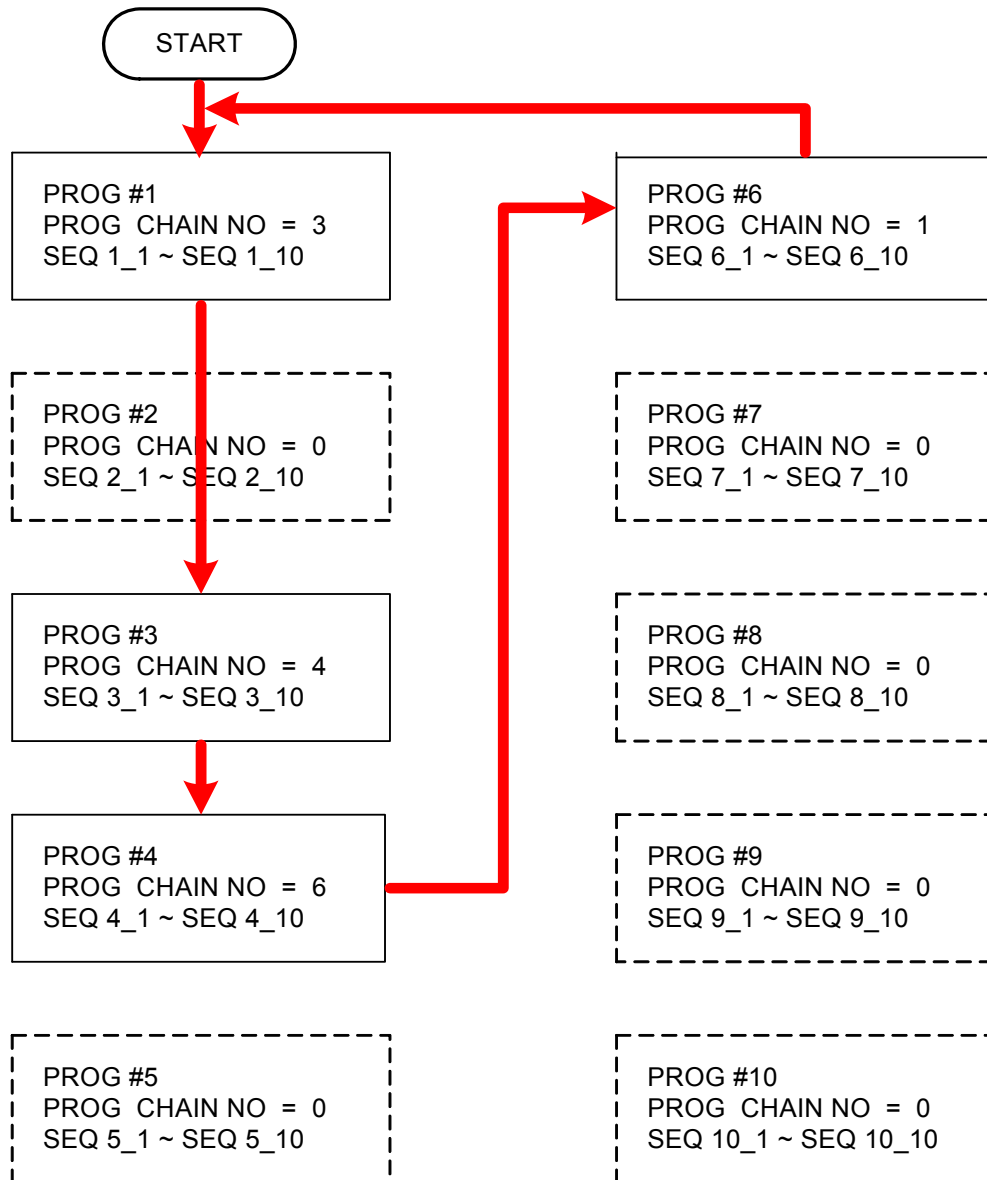 START
PROG #1
PROG CHAIN NO = 3
SEQ 1_1 ~ SEQ 1_10
PROG #2
PROG CHAIN NO = 0
SEQ 2_1 ~ SEQ 2_10
PROG #3
PROG CHAIN NO = 4
SEQ 3_1 ~ SEQ 3_10
PROG #4
PROG CHAIN NO = 6
SEQ 4_1 ~ SEQ 4_10
PROG #5
PROG CHAIN NO = 0
SEQ 5_1 ~ SEQ 5_10
PROG #6
PROG CHAIN NO = 1
SEQ 6_1 ~ SEQ 6_10
PROG #7
PROG CHAIN NO = 0
SEQ 7_1 ~ SEQ 7_10
PROG #8
PROG CHAIN NO = 0
SEQ 8_1 ~ SEQ 8_10
PROG #9
PROG CHAIN NO = 0
SEQ 9_1 ~ SEQ 9_10
PROG #10
PROG CHAIN NO = 0
SEQ 10_1 ~ SEQ 10_10